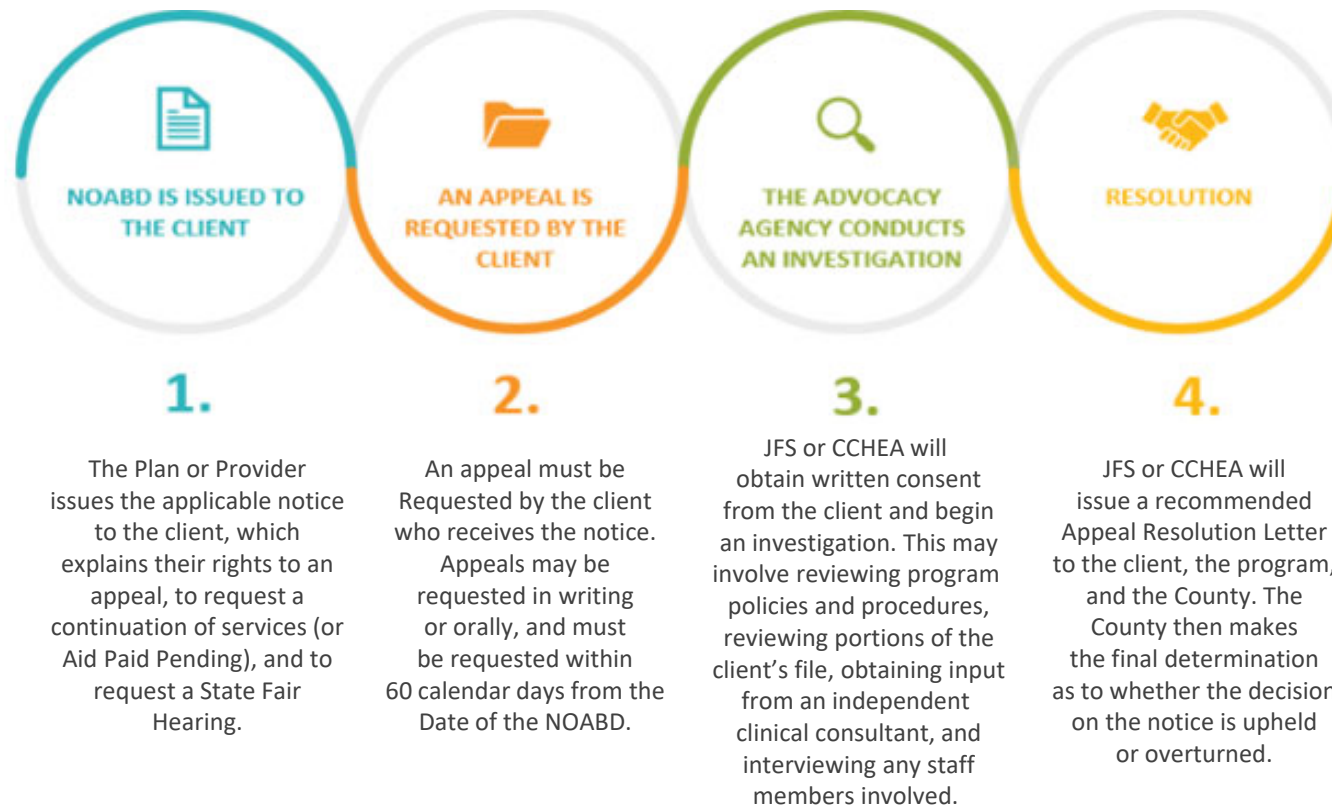 NOABD IS ISSUED TO
THE CLIENT
AN APPEAL IS
REQUESTED BY THE
CLIENT
THE ADVOCACY
AGENCY CONDUCTS
AN INVESTIGATION
RESOLUTION
1.
The Plan or Provider
issues the applicable notice
to the client, which
explains their rights to an
appeal, to request a
continuation of services (or
Aid Paid Pending), and to
request a State Fair
Hearing.
2.
An appeal must be
Requested by the client
who receives the notice.
Appeals may be
requested in writing
or orally, and must
be requested within
60 calendar days from the
Date of the NOABD.
3.
JFS or CCHEA will
obtain written consent
from the client and begin
an investigation. This may
involve reviewing program
policies and procedures,
reviewing portions of the
client's file, obtaining input
from an independent
clinical consultant, and
interviewing any staff
members involved.
4.
JFS or CCHEA will
issue a recommended
Appeal Resolution Letter
to the client, the program,
and the County. The
County then makes
the final determination
as to whether the decision
on the notice is upheld
or overturned.